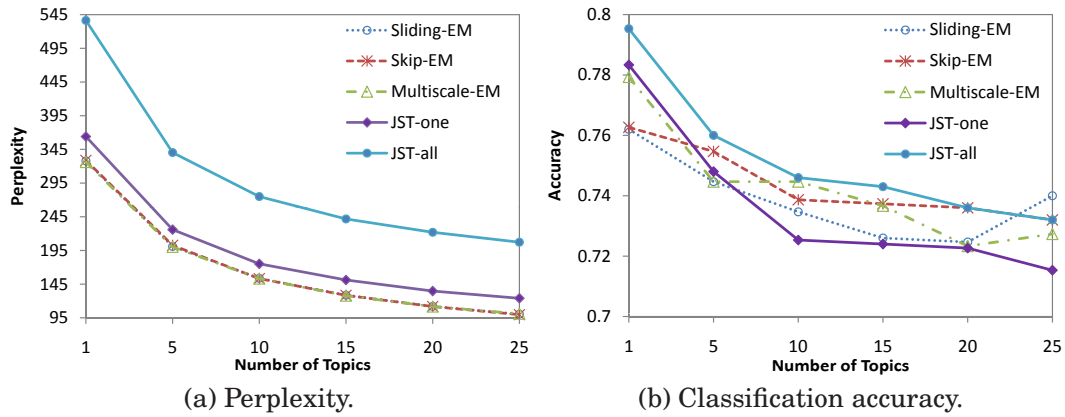 545
495
445
395
345
295
245
195
145
95
Perplexity
1 5 10 15 20 25
Number of Topics
Sliding-EM
Skip-EM
Multiscale-EM
JST-one
JST-all
(a) Perplexity.
0.8
0.78
0.76
0.74
0.72
0.7
Accuracy
1 5 10 15 20 25
Number of Topics
Sliding-EM
Skip-EM
Multiscale-EM
JST-one
JST-all
(b) Classification accuracy.